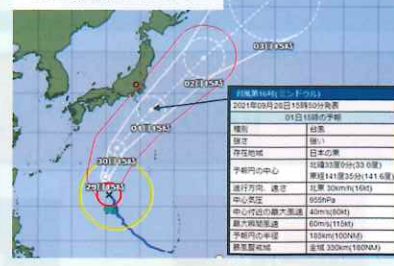 03日15時
02日15時
01日15時
30日15時
29日15時
台風第16号(ミンドゥル)
2021年09月28日15時50分発表
01日15時の予報
種別 台風
強さ 強い
存在地域 日本の東
予報円の中心 北緯33度0分(33.0度)
東経141度35分(141.6度)
進行方向、速さ 北東 30km/h(16kt)
中心気圧 955hPa
中心付近の最大風速 40m/s(80kt)
最大瞬間風速 60m/s(115kt)
予報円の半径 185km(100NM)
暴風警戒域 全域 330km(180NM)